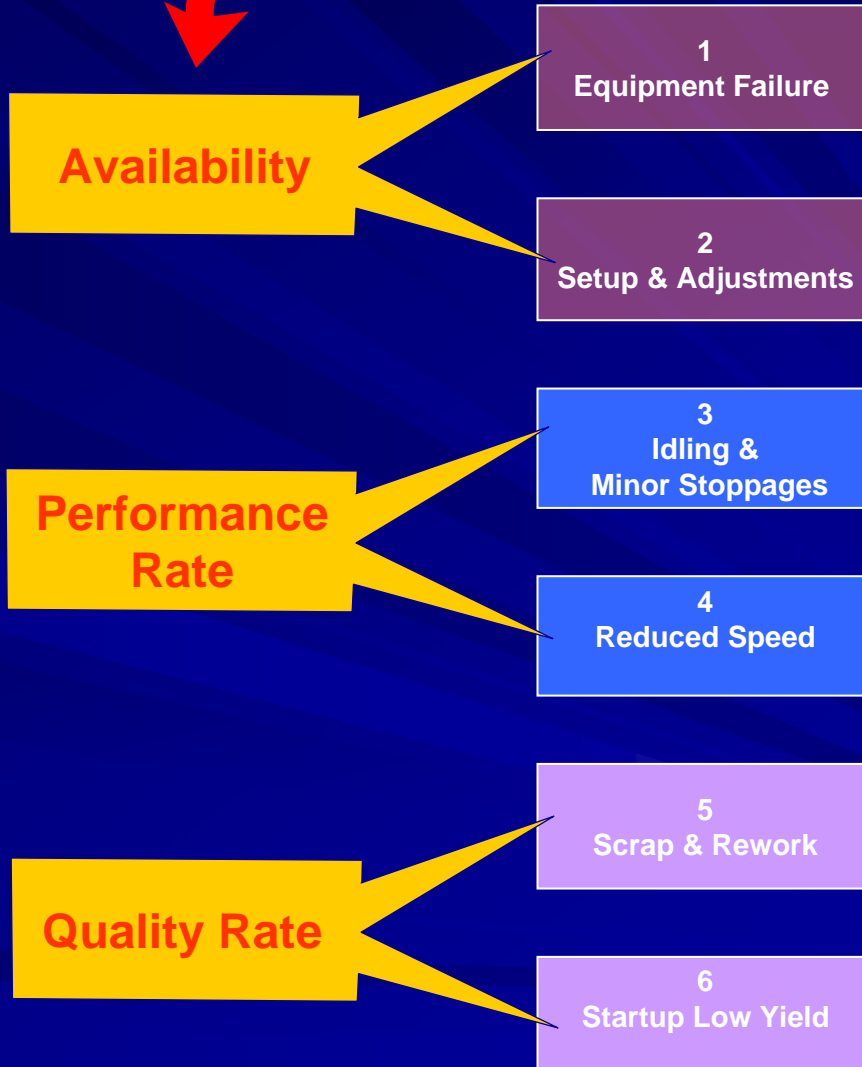 1
Equipment Failure
Availability
2
Setup & Adjustments
3
Idling &
Minor Stoppages
Performance
Rate
4
Reduced Speed
5
Scrap & Rework
Quality Rate
6
Startup Low Yield